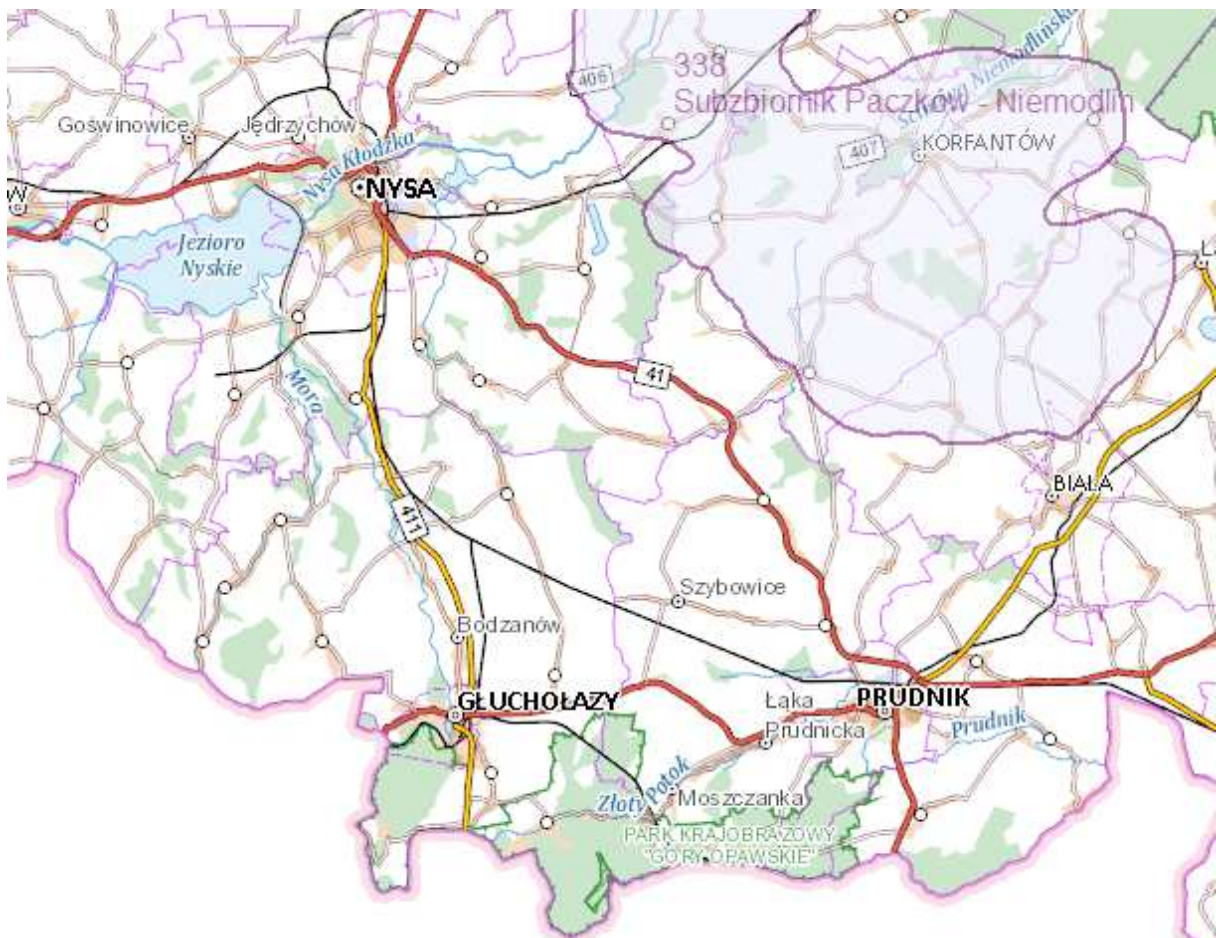 406
338
Subzbiornik Paczków - Niemodlin
Goświnowice
Jędrzychów
Nysa Kłodzka
407
KORFANTÓW
NYSA
W
Jezioro
Nyskie
41
Mora
411
BIAŁA
Szybowice
Bodzanów
GŁUCHOŁAZY
Łąka
Prudnicka
PRUDNIK
Prudnik
Złoty Potok
Moszczanka
PARK KRAJOBRAZOWY
"GÓRY OPAWSKIE"